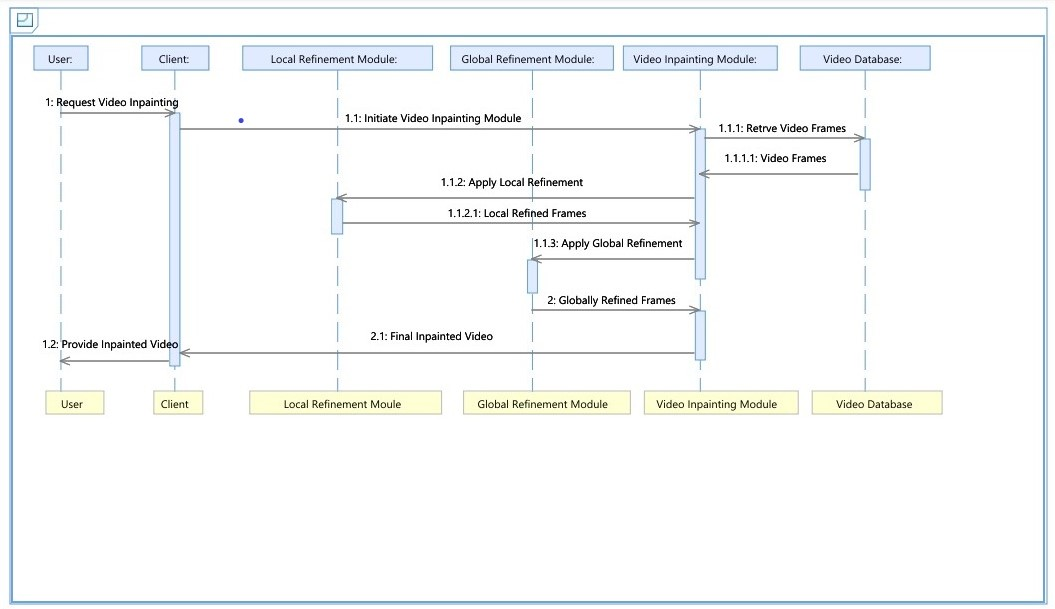 User:
Client:
Local Refinement Module:
Global Refinement Module:
Video Inpainting Module:
Video Database:
1: Request Video Inpainting
1.1: Initiate Video Inpainting Module
1.1.1: Retrve Video Frames
1.1.1.1: Video Frames
1.1.2: Apply Local Refinement
1.1.2.1: Local Refined Frames
1.1.3: Apply Global Refinement
2: Globally Refined Frames
2.1: Final Inpainted Video
1.2: Provide Inpainted Video
User
Client
Local Refinement Moule
Global Refinement Module
Video Inpainting Module
Video Database